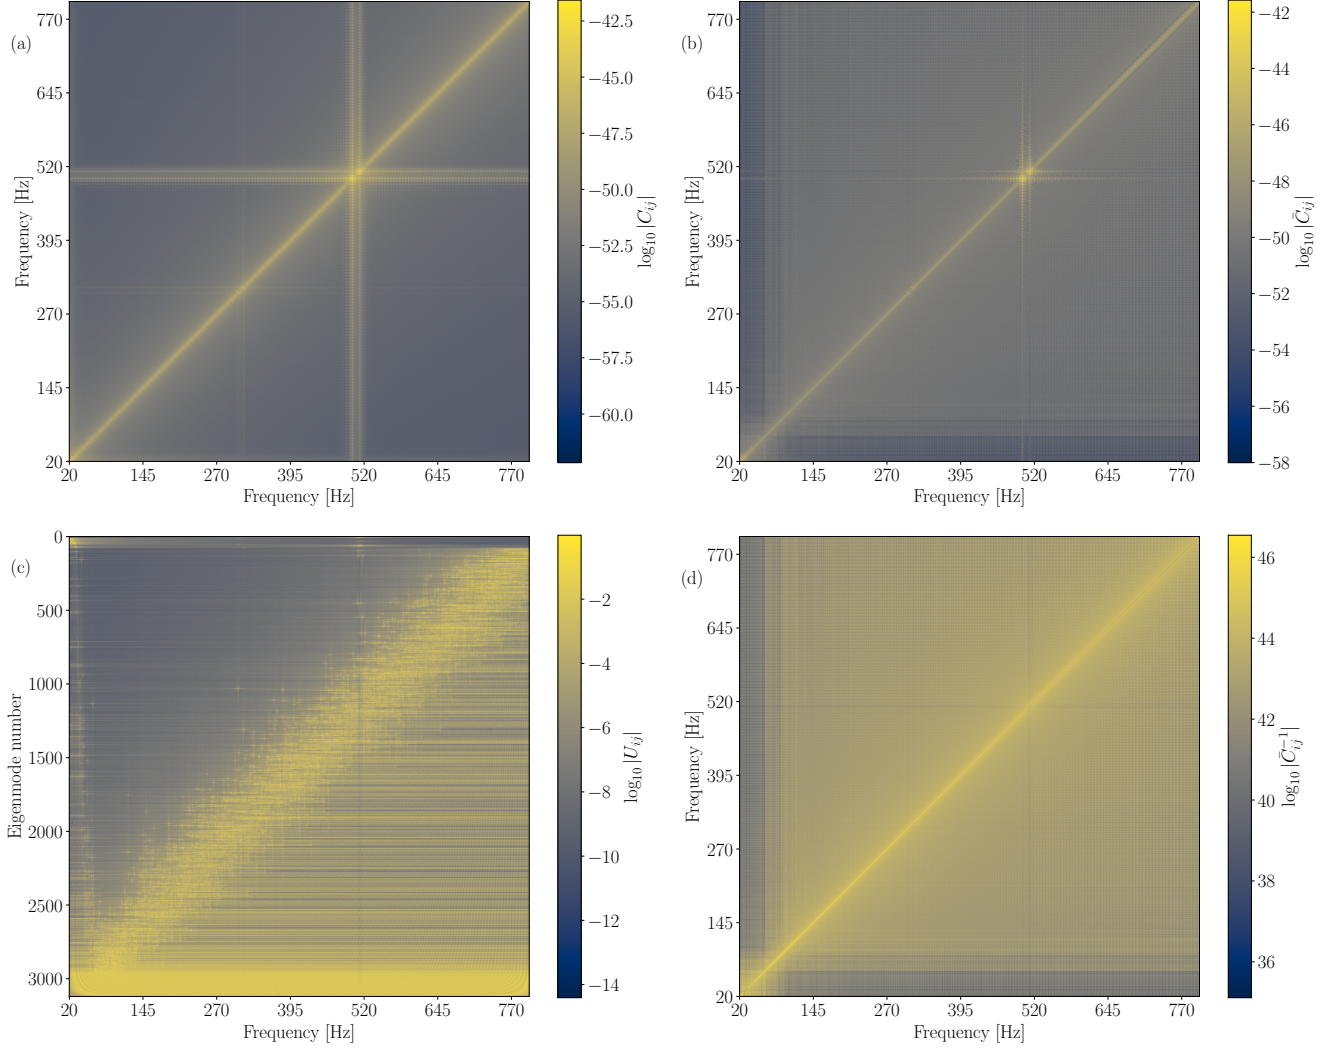 (a)
770
645
520
395
270
145
20
Frequency [Hz]
20 145 270 395 520 645 770
Frequency [Hz]
−42.5
−45.0
−47.5
−50.0
−52.5
−55.0
−57.5
−60.0
log₁₀|C_{ij}|
(b)
770
645
520
395
270
145
20
Frequency [Hz]
20 145 270 395 520 645 770
Frequency [Hz]
−42
−44
−46
−48
−50
−52
−54
−56
−58
log₁₀|C̄_{ij}|
(c)
0
500
1000
1500
2000
2500
3000
Eigenmode number
20 145 270 395 520 645 770
Frequency [Hz]
−2
−4
−6
−8
−10
−12
−14
log₁₀|U_{ij}|
(d)
770
645
520
395
270
145
20
Frequency [Hz]
20 145 270 395 520 645 770
Frequency [Hz]
46
44
42
40
38
36
log₁₀|C̄_{ij}^{−1}|